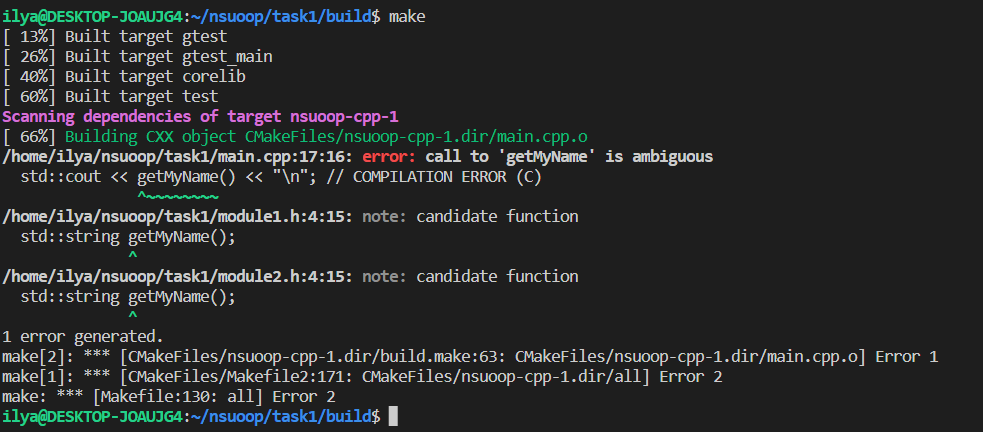 ilya@DESKTOP-JOAUJG4:~/nsuoop/task1/build$ make
[ 13%] Built target gtest
[ 26%] Built target gtest_main
[ 40%] Built target corelib
[ 60%] Built target test
Scanning dependencies of target nsuoop-cpp-1
[ 66%] Building CXX object CMakeFiles/nsuoop-cpp-1.dir/main.cpp.o
/home/ilya/nsuoop/task1/main.cpp:17:16: error: call to 'getMyName' is ambiguous
  std::cout << getMyName() << "\n"; // COMPILATION ERROR (C)
               ^~~~~~~~~
/home/ilya/nsuoop/task1/module1.h:4:15: note: candidate function
  std::string getMyName();
              ^
/home/ilya/nsuoop/task1/module2.h:4:15: note: candidate function
  std::string getMyName();
              ^
1 error generated.
make[2]: *** [CMakeFiles/nsuoop-cpp-1.dir/build.make:63: CMakeFiles/nsuoop-cpp-1.dir/main.cpp.o] Error 1
make[1]: *** [CMakeFiles/Makefile2:171: CMakeFiles/nsuoop-cpp-1.dir/all] Error 2
make: *** [Makefile:130: all] Error 2
ilya@DESKTOP-JOAUJG4:~/nsuoop/task1/build$